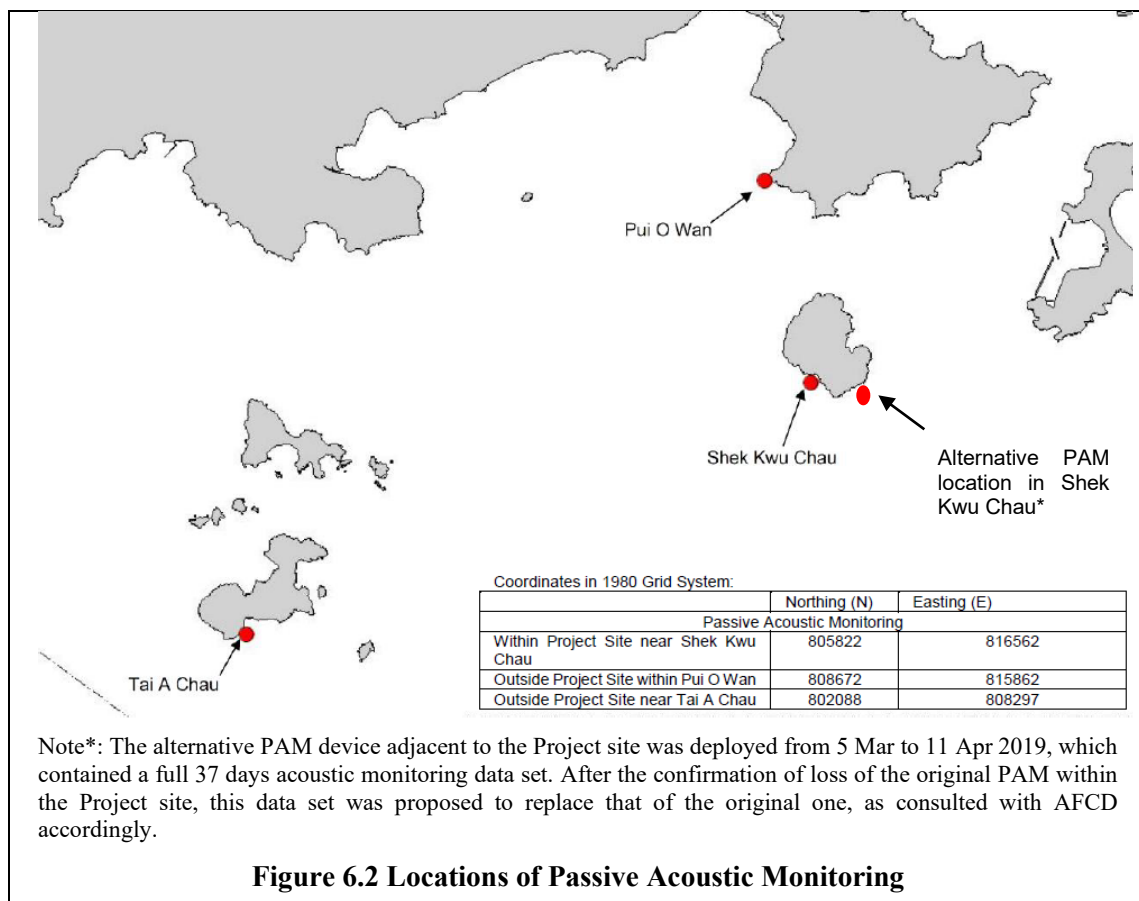 Pui O Wan
Shek Kwu Chau
Alternative PAM
location in Shek
Kwu Chau*
Tai A Chau
Coordinates in 1980 Grid System:
Northing (N) Easting (E)
Passive Acoustic Monitoring
Within Project Site near Shek Kwu Chau 805822 816562
Outside Project Site within Pui O Wan 808672 815862
Outside Project Site near Tai A Chau 802088 808297
Note*: The alternative PAM device adjacent to the Project site was deployed from 5 Mar to 11 Apr 2019, which
contained a full 37 days acoustic monitoring data set. After the confirmation of loss of the original PAM within
the Project site, this data set was proposed to replace that of the original one, as consulted with AFCD
accordingly.
Figure 6.2 Locations of Passive Acoustic Monitoring